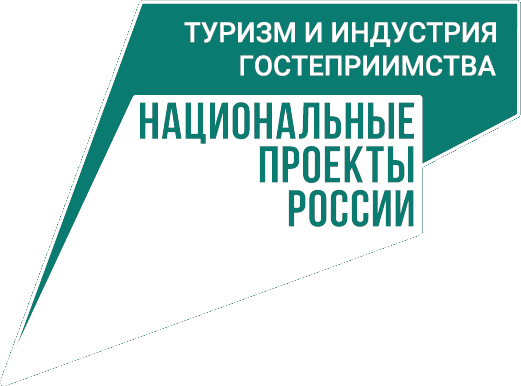 ТУРИЗМ И ИНДУСТРИЯ
ГОСТЕПРИИМСТВА
НАЦИОНАЛЬНЫЕ
ПРОЕКТЫ
РОССИИ